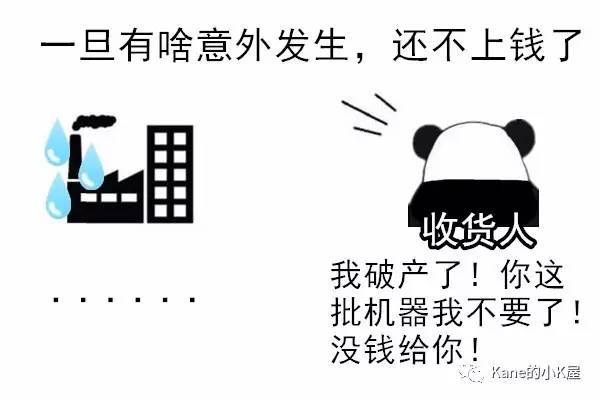 一旦有啥意外发生，还不上钱了
收货人
......
我破产了！你这
批机器我不要了！
没钱给你！
Kane的小K屋